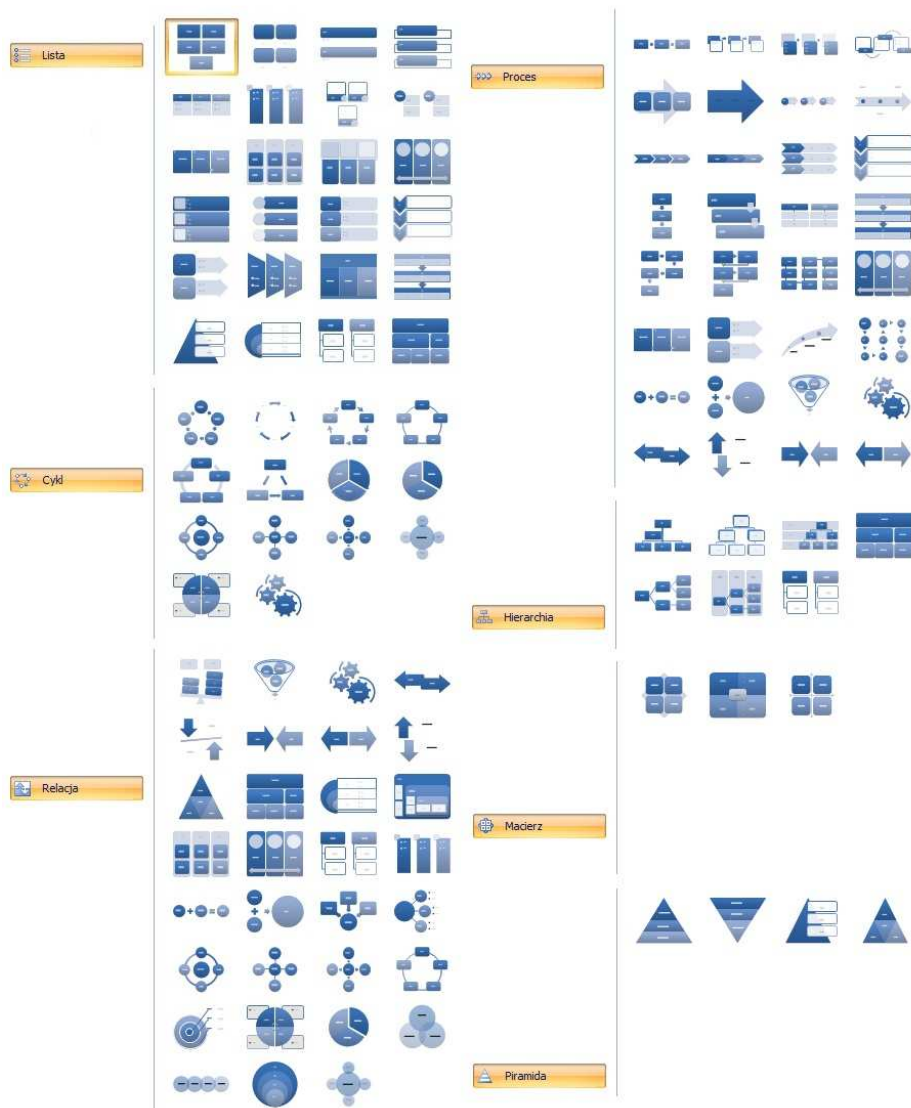 Lista
Proces
Cykl
Hierarchia
Relacja
Macierz
Piramida